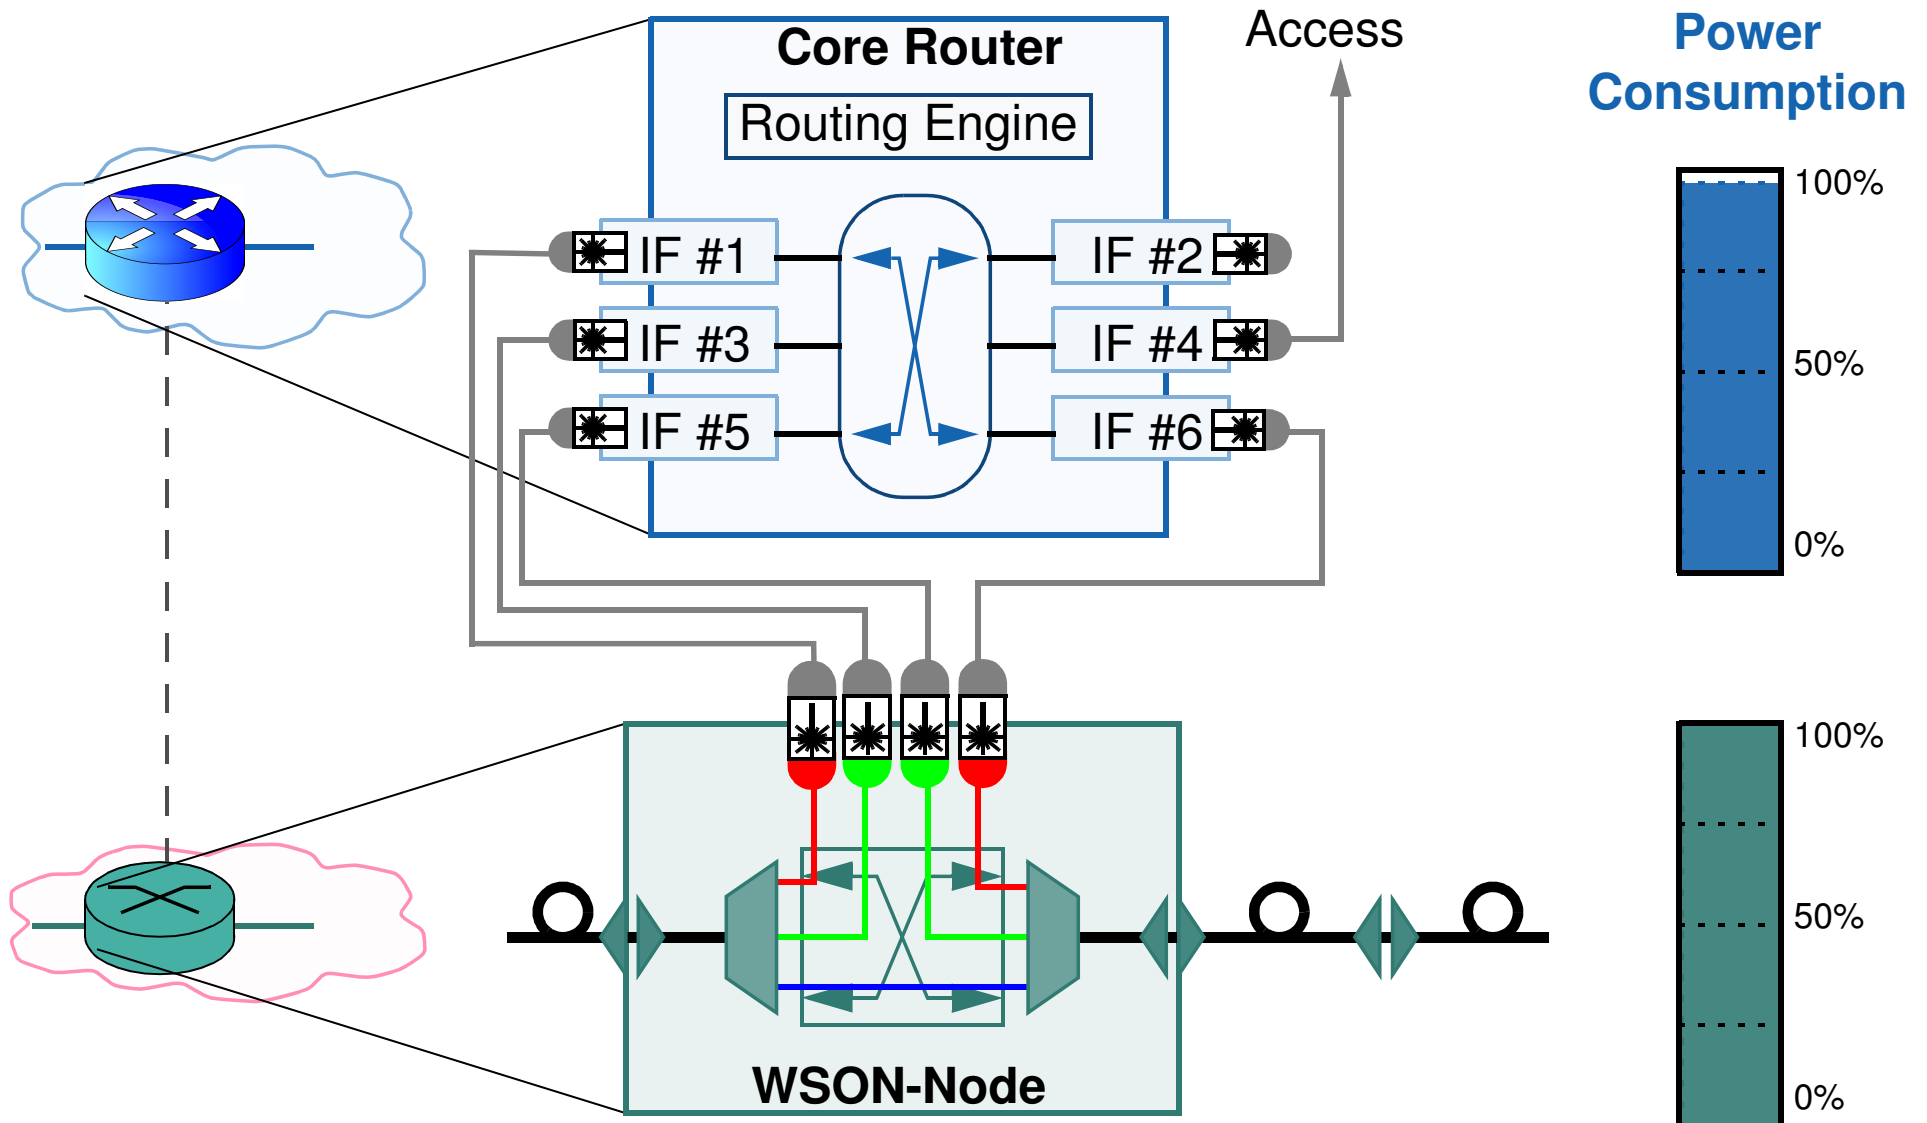 Core Router
Routing Engine
IF #1
IF #2
IF #3
IF #4
IF #5
IF #6
Access
Power
Consumption
100%
50%
0%
WSON-Node
100%
50%
0%